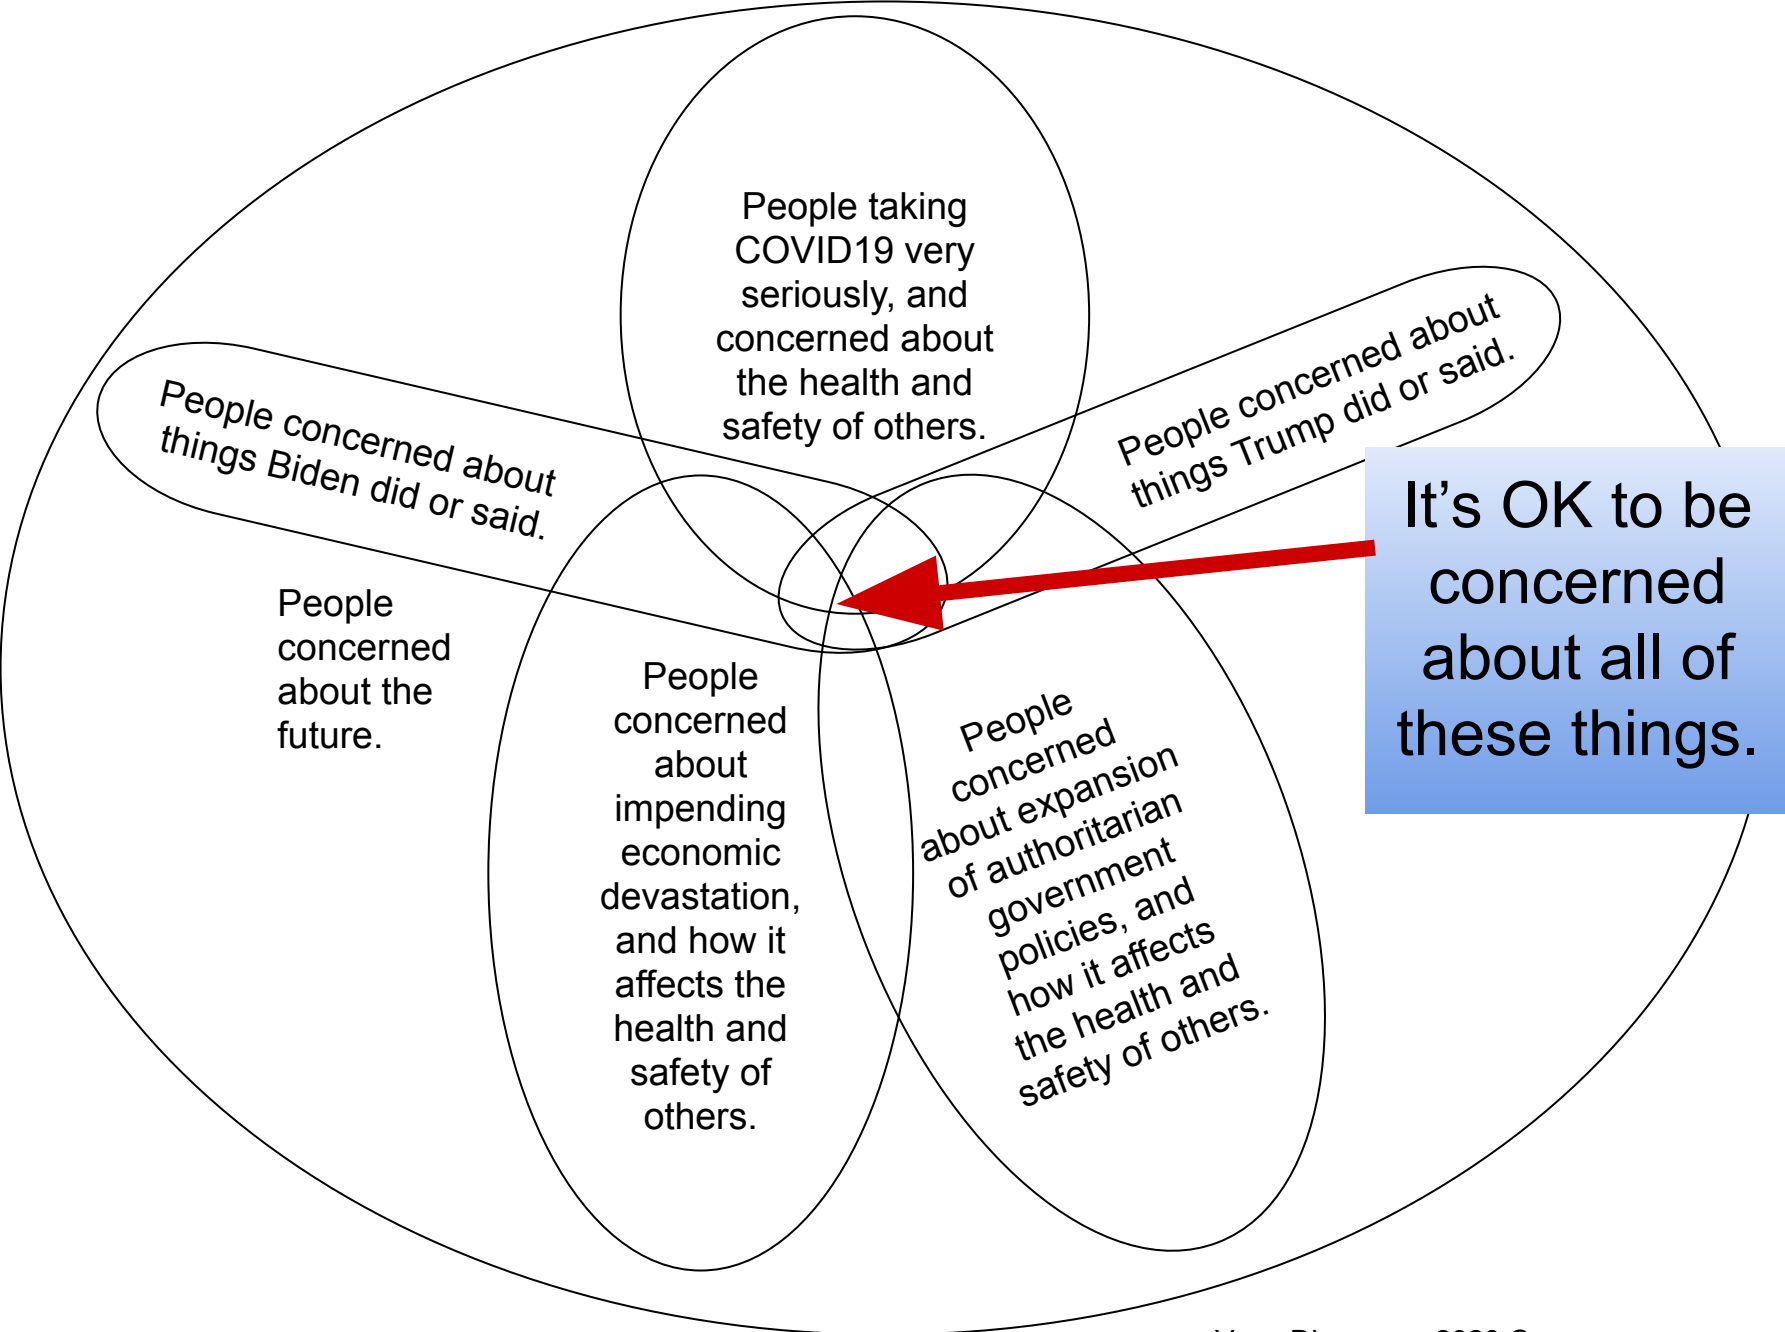 People taking
COVID19 very
seriously, and
concerned about
the health and
safety of others.
People concerned about
things Biden did or said.
People concerned about
things Trump did or said.
It's OK to be
concerned
about all of
these things.
People
concerned
about the
future.
People
concerned
about
impending
economic
devastation,
and how it
affects the
health and
safety of
others.
People
concerned
about expansion
of authoritarian
government
policies, and
how it affects
the health and
safety of others.